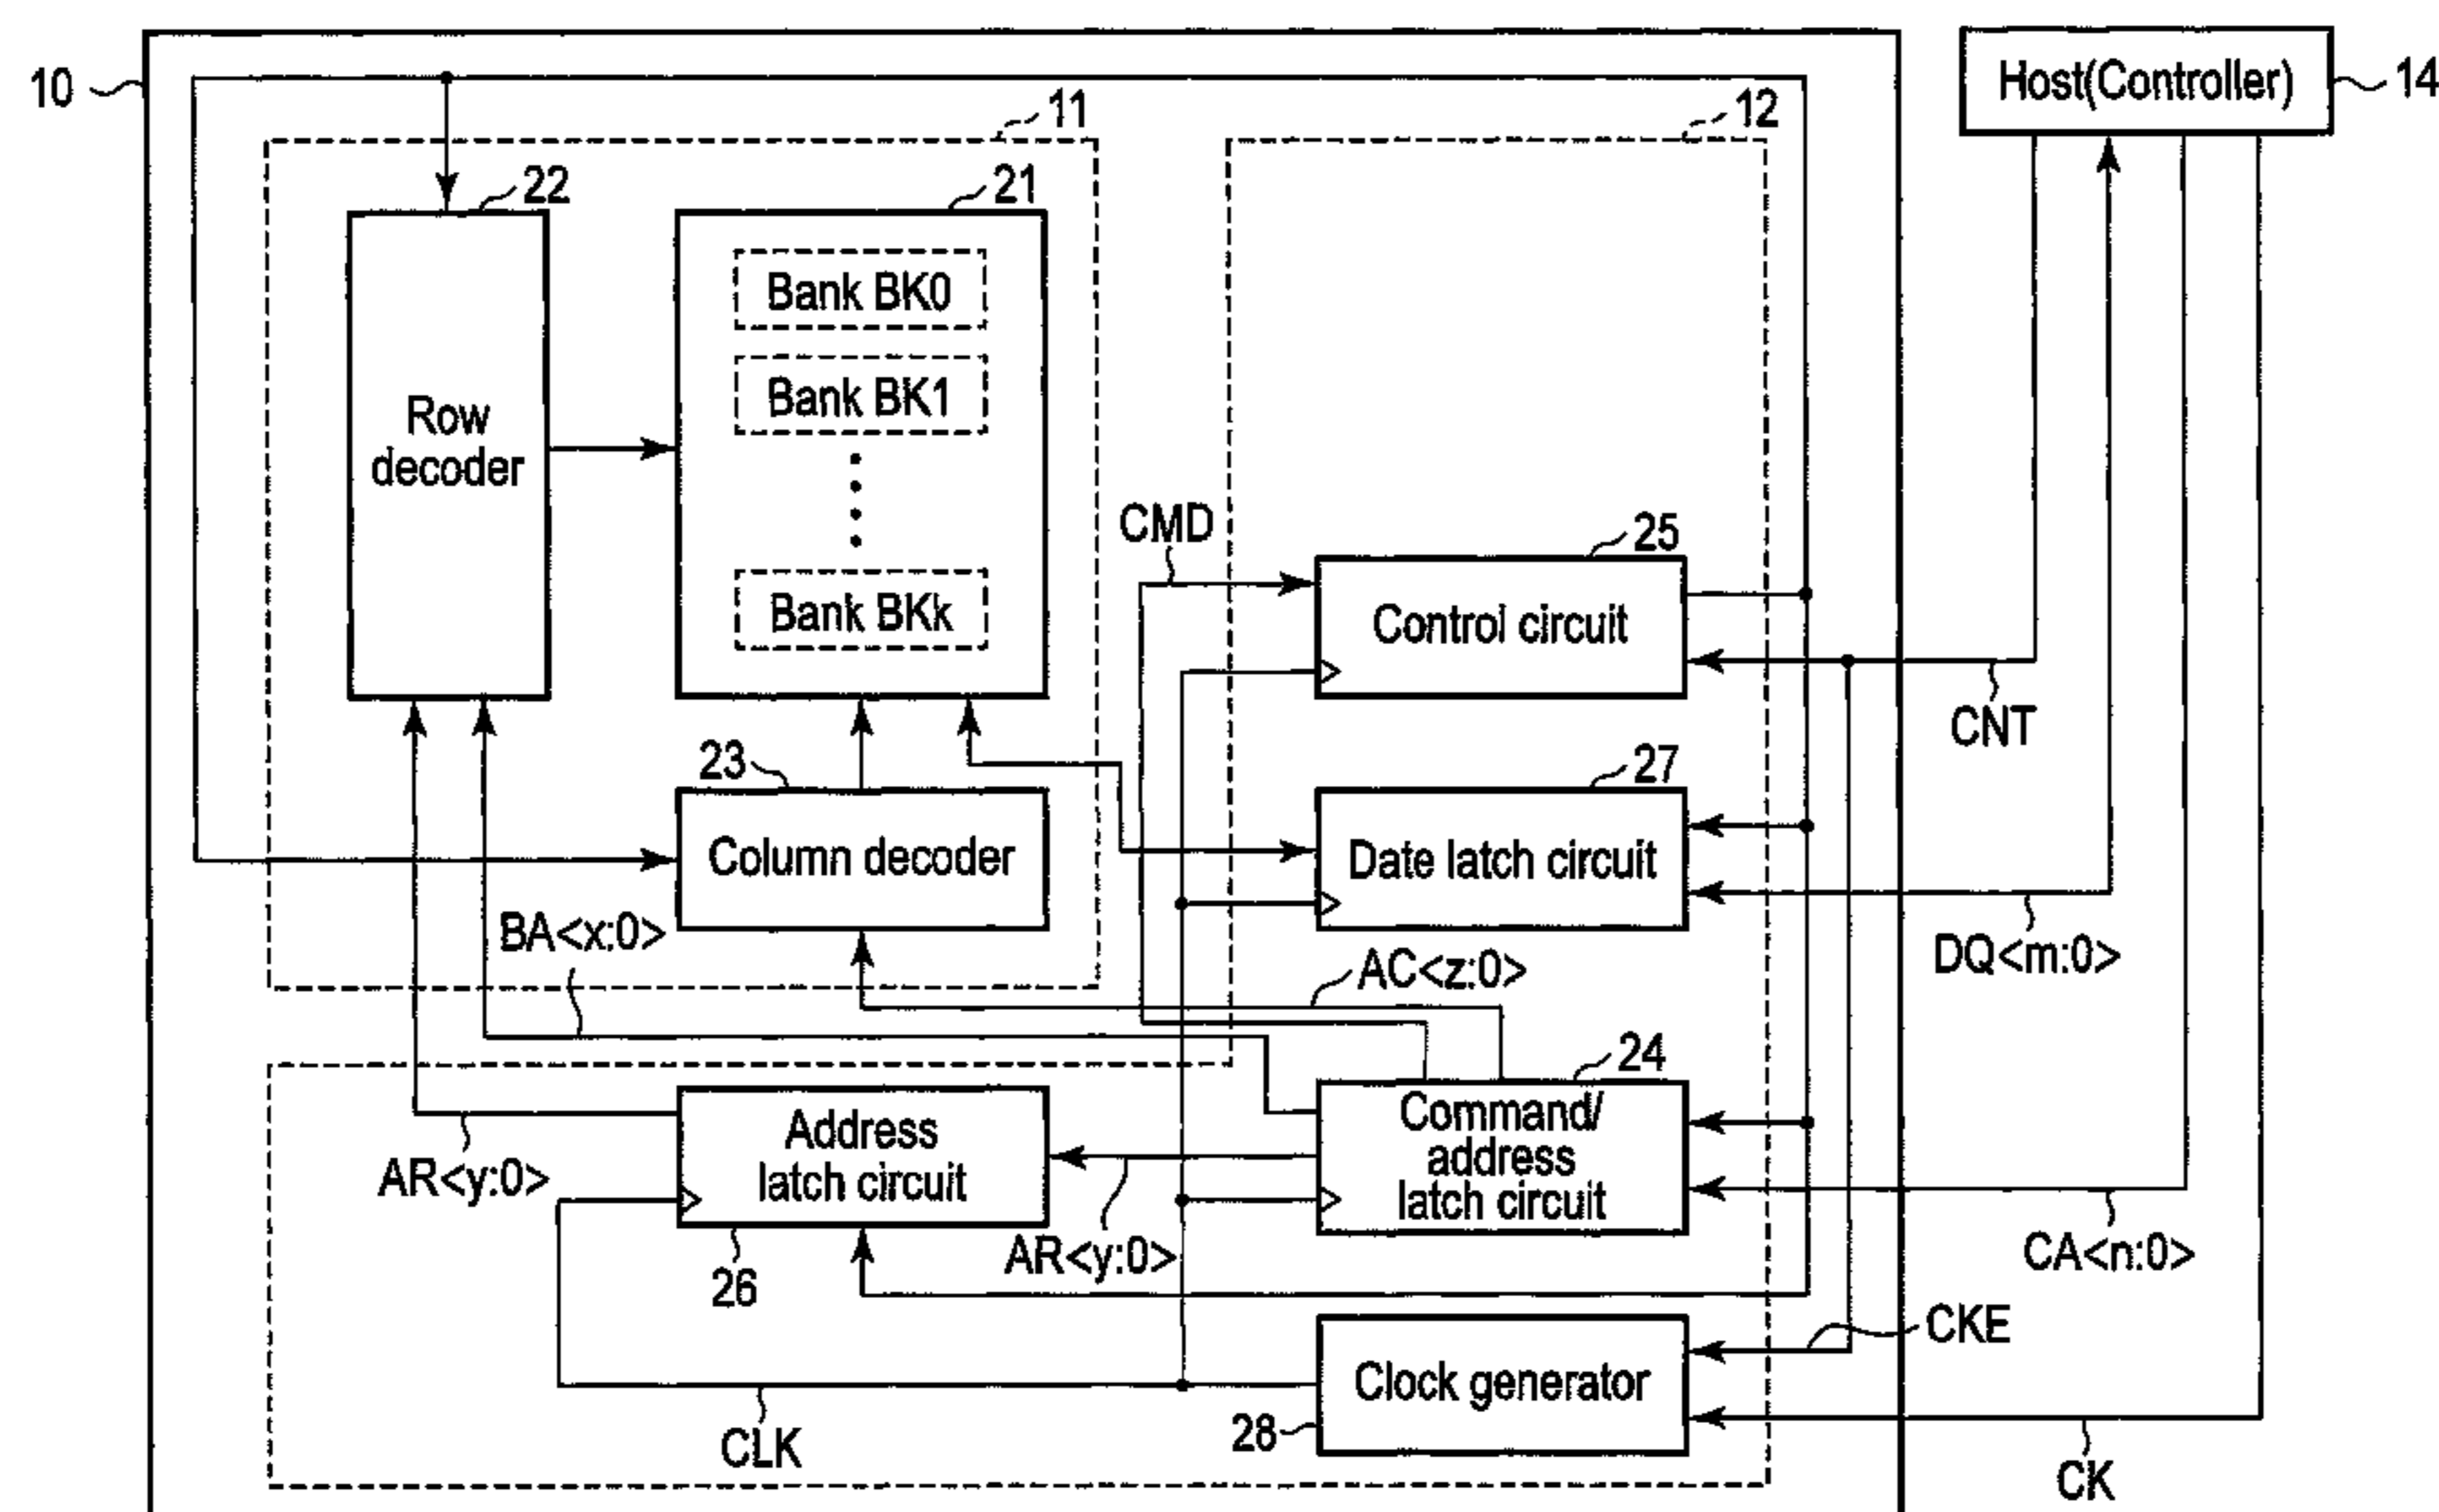 10
Host(Controller)
14
11
12
22
21
Bank BK0
Bank BK1
Row
decoder
CMD
25
Bank BKk
Control circuit
CNT
23
27
Column decoder
Date latch circuit
BA<x:0>
AC<z:0>
DQ<m:0>
24
Address
latch circuit
Command/
address
latch circuit
AR<y:0>
AR<y:0>
CA<n:0>
26
CKE
Clock generator
28
CLK
CK